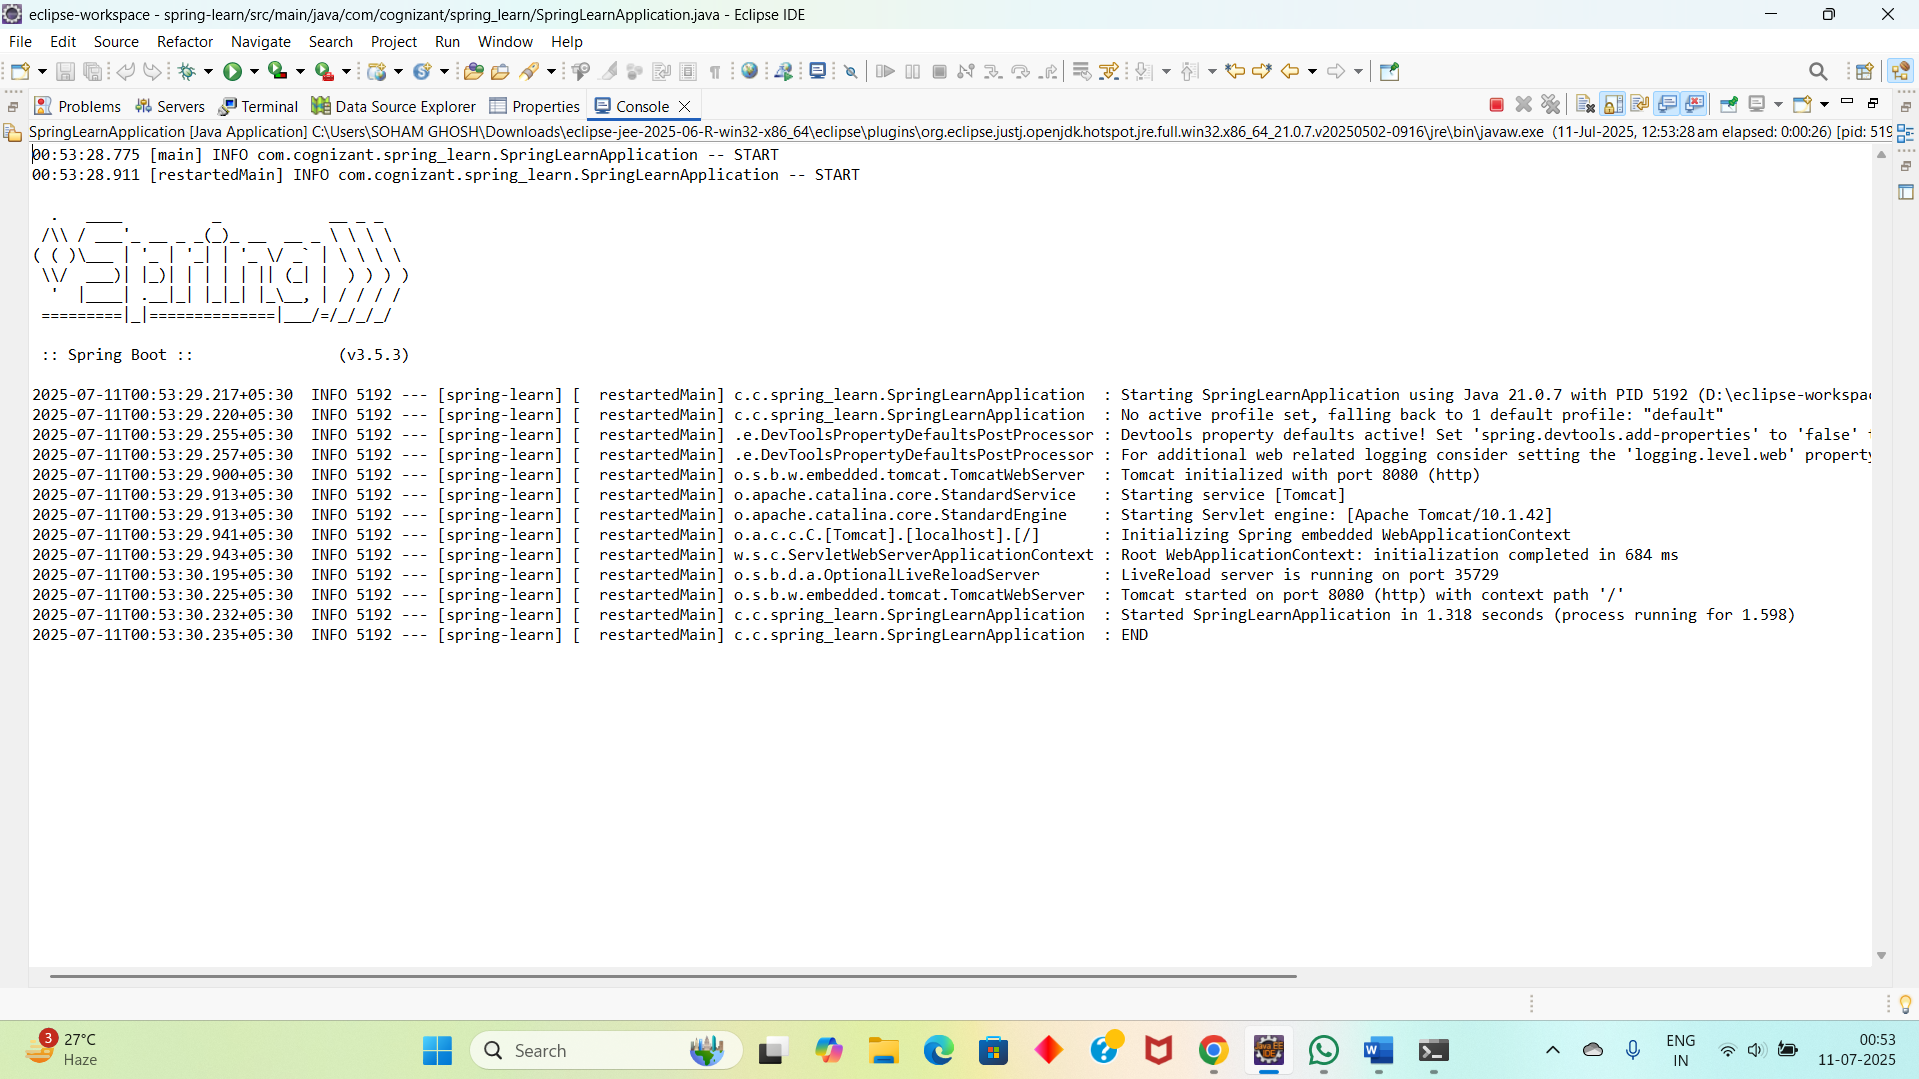 eclipse-workspace - spring-learn/src/main/java/com/cognizant/spring_learn/SpringLearnApplication.java - Eclipse IDE
File Edit Source Refactor Navigate Search Project Run Window Help
Problems Servers Terminal Data Source Explorer Properties Console
SpringLearnApplication [Java Application] C:\Users\SOHAM GHOSH\Downloads\eclipse-jee-2025-06-R-win32-x86_64\eclipse\plugins\org.eclipse.justj.openjdk.hotspot.jre.full.win32.x86_64_21.0.7.v20250502-0916\jre\bin\javaw.exe (11-Jul-2025, 12:53:28 am elapsed: 0:00:26) [pid: 519
00:53:28.775 [main] INFO com.cognizant.spring_learn.SpringLearnApplication -- START
00:53:28.911 [restartedMain] INFO com.cognizant.spring_learn.SpringLearnApplication -- START
Spring
:: Spring Boot :: (v3.5.3)
2025-07-11T00:53:29.217+05:30 INFO 5192 --- [spring-learn] [ restartedMain] c.c.spring_learn.SpringLearnApplication : Starting SpringLearnApplication using Java 21.0.7 with PID 5192 (D:\eclipse-workspac
2025-07-11T00:53:29.220+05:30 INFO 5192 --- [spring-learn] [ restartedMain] c.c.spring_learn.SpringLearnApplication : No active profile set, falling back to 1 default profile: "default"
2025-07-11T00:53:29.255+05:30 INFO 5192 --- [spring-learn] [ restartedMain] .e.DevToolsPropertyDefaultsPostProcessor : Devtools property defaults active! Set 'spring.devtools.add-properties' to 'false'
2025-07-11T00:53:29.257+05:30 INFO 5192 --- [spring-learn] [ restartedMain] .e.DevToolsPropertyDefaultsPostProcessor : For additional web related logging consider setting the 'logging.level.web' property
2025-07-11T00:53:29.900+05:30 INFO 5192 --- [spring-learn] [ restartedMain] o.s.b.w.embedded.tomcat.TomcatWebServer : Tomcat initialized with port 8080 (http)
2025-07-11T00:53:29.913+05:30 INFO 5192 --- [spring-learn] [ restartedMain] o.apache.catalina.core.StandardService : Starting service [Tomcat]
2025-07-11T00:53:29.913+05:30 INFO 5192 --- [spring-learn] [ restartedMain] o.apache.catalina.core.StandardEngine : Starting Servlet engine: [Apache Tomcat/10.1.42]
2025-07-11T00:53:29.941+05:30 INFO 5192 --- [spring-learn] [ restartedMain] o.a.c.c.C.[Tomcat].[localhost].[/] : Initializing Spring embedded WebApplicationContext
2025-07-11T00:53:29.943+05:30 INFO 5192 --- [spring-learn] [ restartedMain] w.s.c.ServletWebServerApplicationContext : Root WebApplicationContext: initialization completed in 684 ms
2025-07-11T00:53:30.195+05:30 INFO 5192 --- [spring-learn] [ restartedMain] o.s.b.d.a.OptionalLiveReloadServer : LiveReload server is running on port 35729
2025-07-11T00:53:30.225+05:30 INFO 5192 --- [spring-learn] [ restartedMain] o.s.b.w.embedded.tomcat.TomcatWebServer : Tomcat started on port 8080 (http) with context path '/'
2025-07-11T00:53:30.232+05:30 INFO 5192 --- [spring-learn] [ restartedMain] c.c.spring_learn.SpringLearnApplication : Started SpringLearnApplication in 1.318 seconds (process running for 1.598)
2025-07-11T00:53:30.235+05:30 INFO 5192 --- [spring-learn] [ restartedMain] c.c.spring_learn.SpringLearnApplication : END
3
27°C
Haze
Search
ENG
IN
00:53
11-07-2025